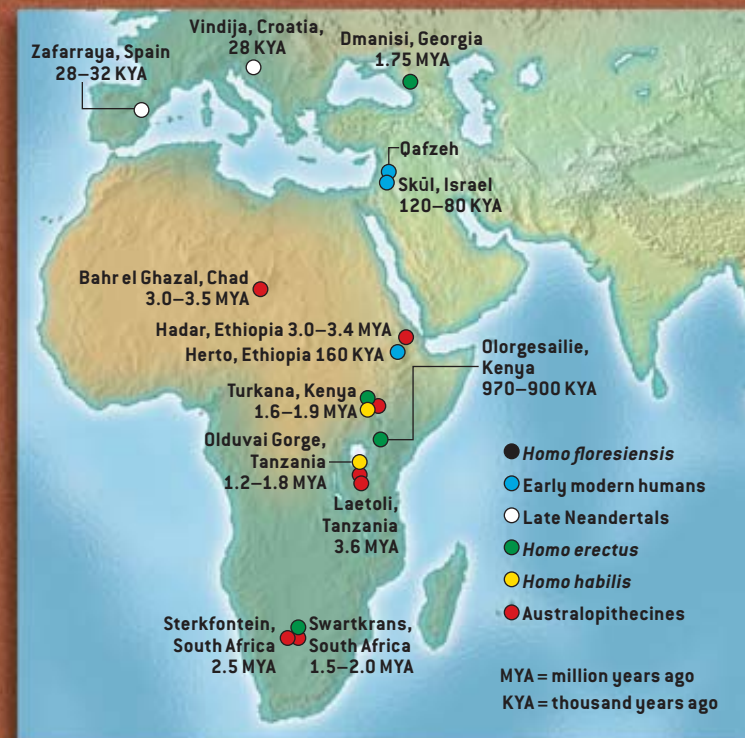 Vindija, Croatia,
28 KYA
Zafarraya, Spain
28–32 KYA
Dmanisi, Georgia
1.75 MYA
Qafzeh
Skūl, Israel
120–80 KYA
Bahr el Ghazal, Chad
3.0–3.5 MYA
Hadar, Ethiopia 3.0–3.4 MYA
Herto, Ethiopia 160 KYA
Olorgesailie,
Kenya
970–900 KYA
Turkana, Kenya
1.6–1.9 MYA
Olduvai Gorge,
Tanzania
1.2–1.8 MYA
Laetoli,
Tanzania
3.6 MYA
Sterkfontein,
South Africa
2.5 MYA
Swartkrans,
South Africa
1.5–2.0 MYA
Homo floresiensis
Early modern humans
Late Neandertals
Homo erectus
Homo habilis
Australopithecines
MYA = million years ago
KYA = thousand years ago